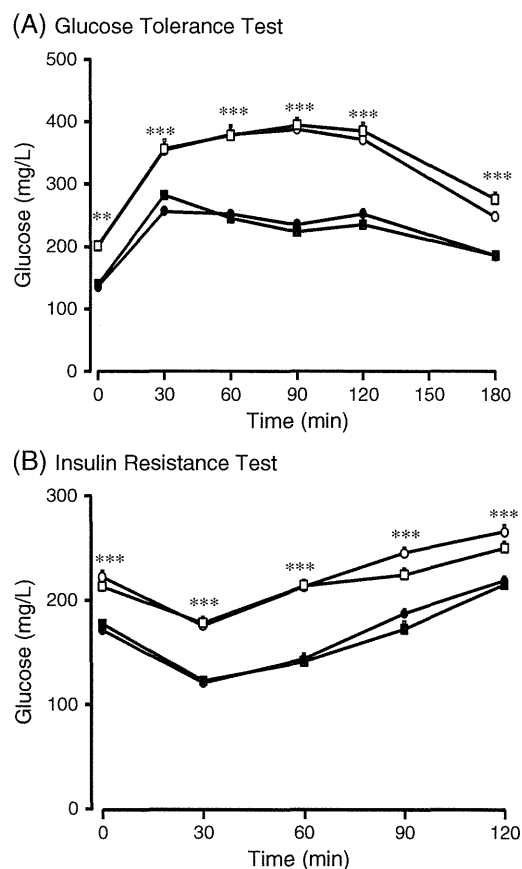 (A) Glucose Tolerance Test
500
400
300
200
100
0
Glucose (mg/L)
**
***
***
***
***
***
0 30 60 90 120 150 180
Time (min)
(B) Insulin Resistance Test
300
200
100
0
Glucose (mg/L)
***
***
***
***
***
0 30 60 90 120
Time (min)